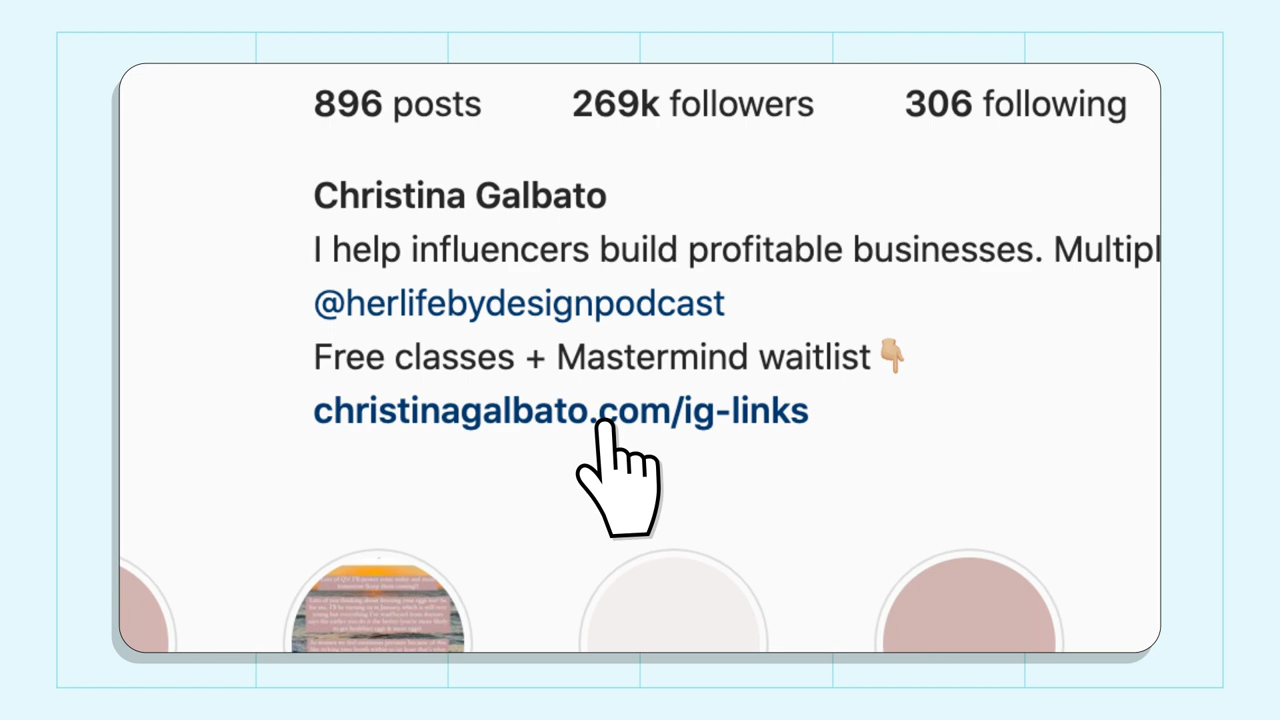 896 posts 269k followers 306 following
Christina Galbato
I help influencers build profitable businesses. Multipl
@herlifebydesignpodcast
Free classes + Mastermind waitlist👇🏼
christinagalbato.com/ig-links